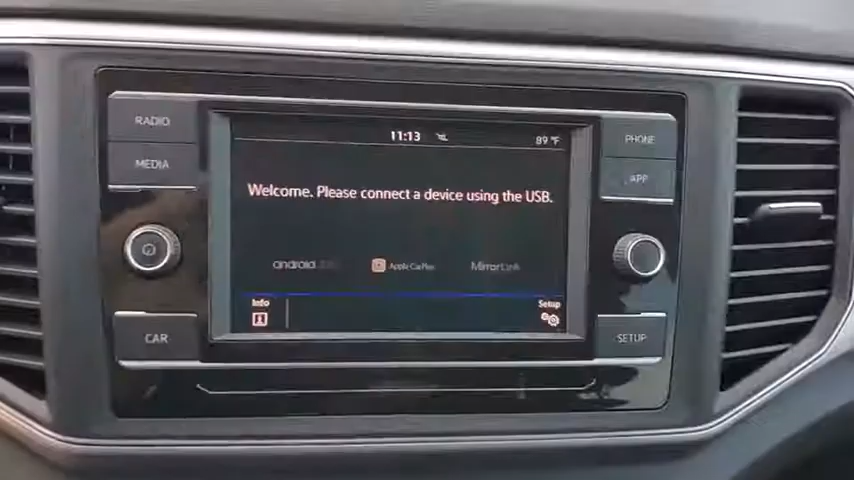 RADIO
MEDIA
CAR
11:13
89 °F
Welcome. Please connect a device using the USB.
android
Apple CarPlay
MirrorLink
Info
Setup
PHONE
APP
SETUP